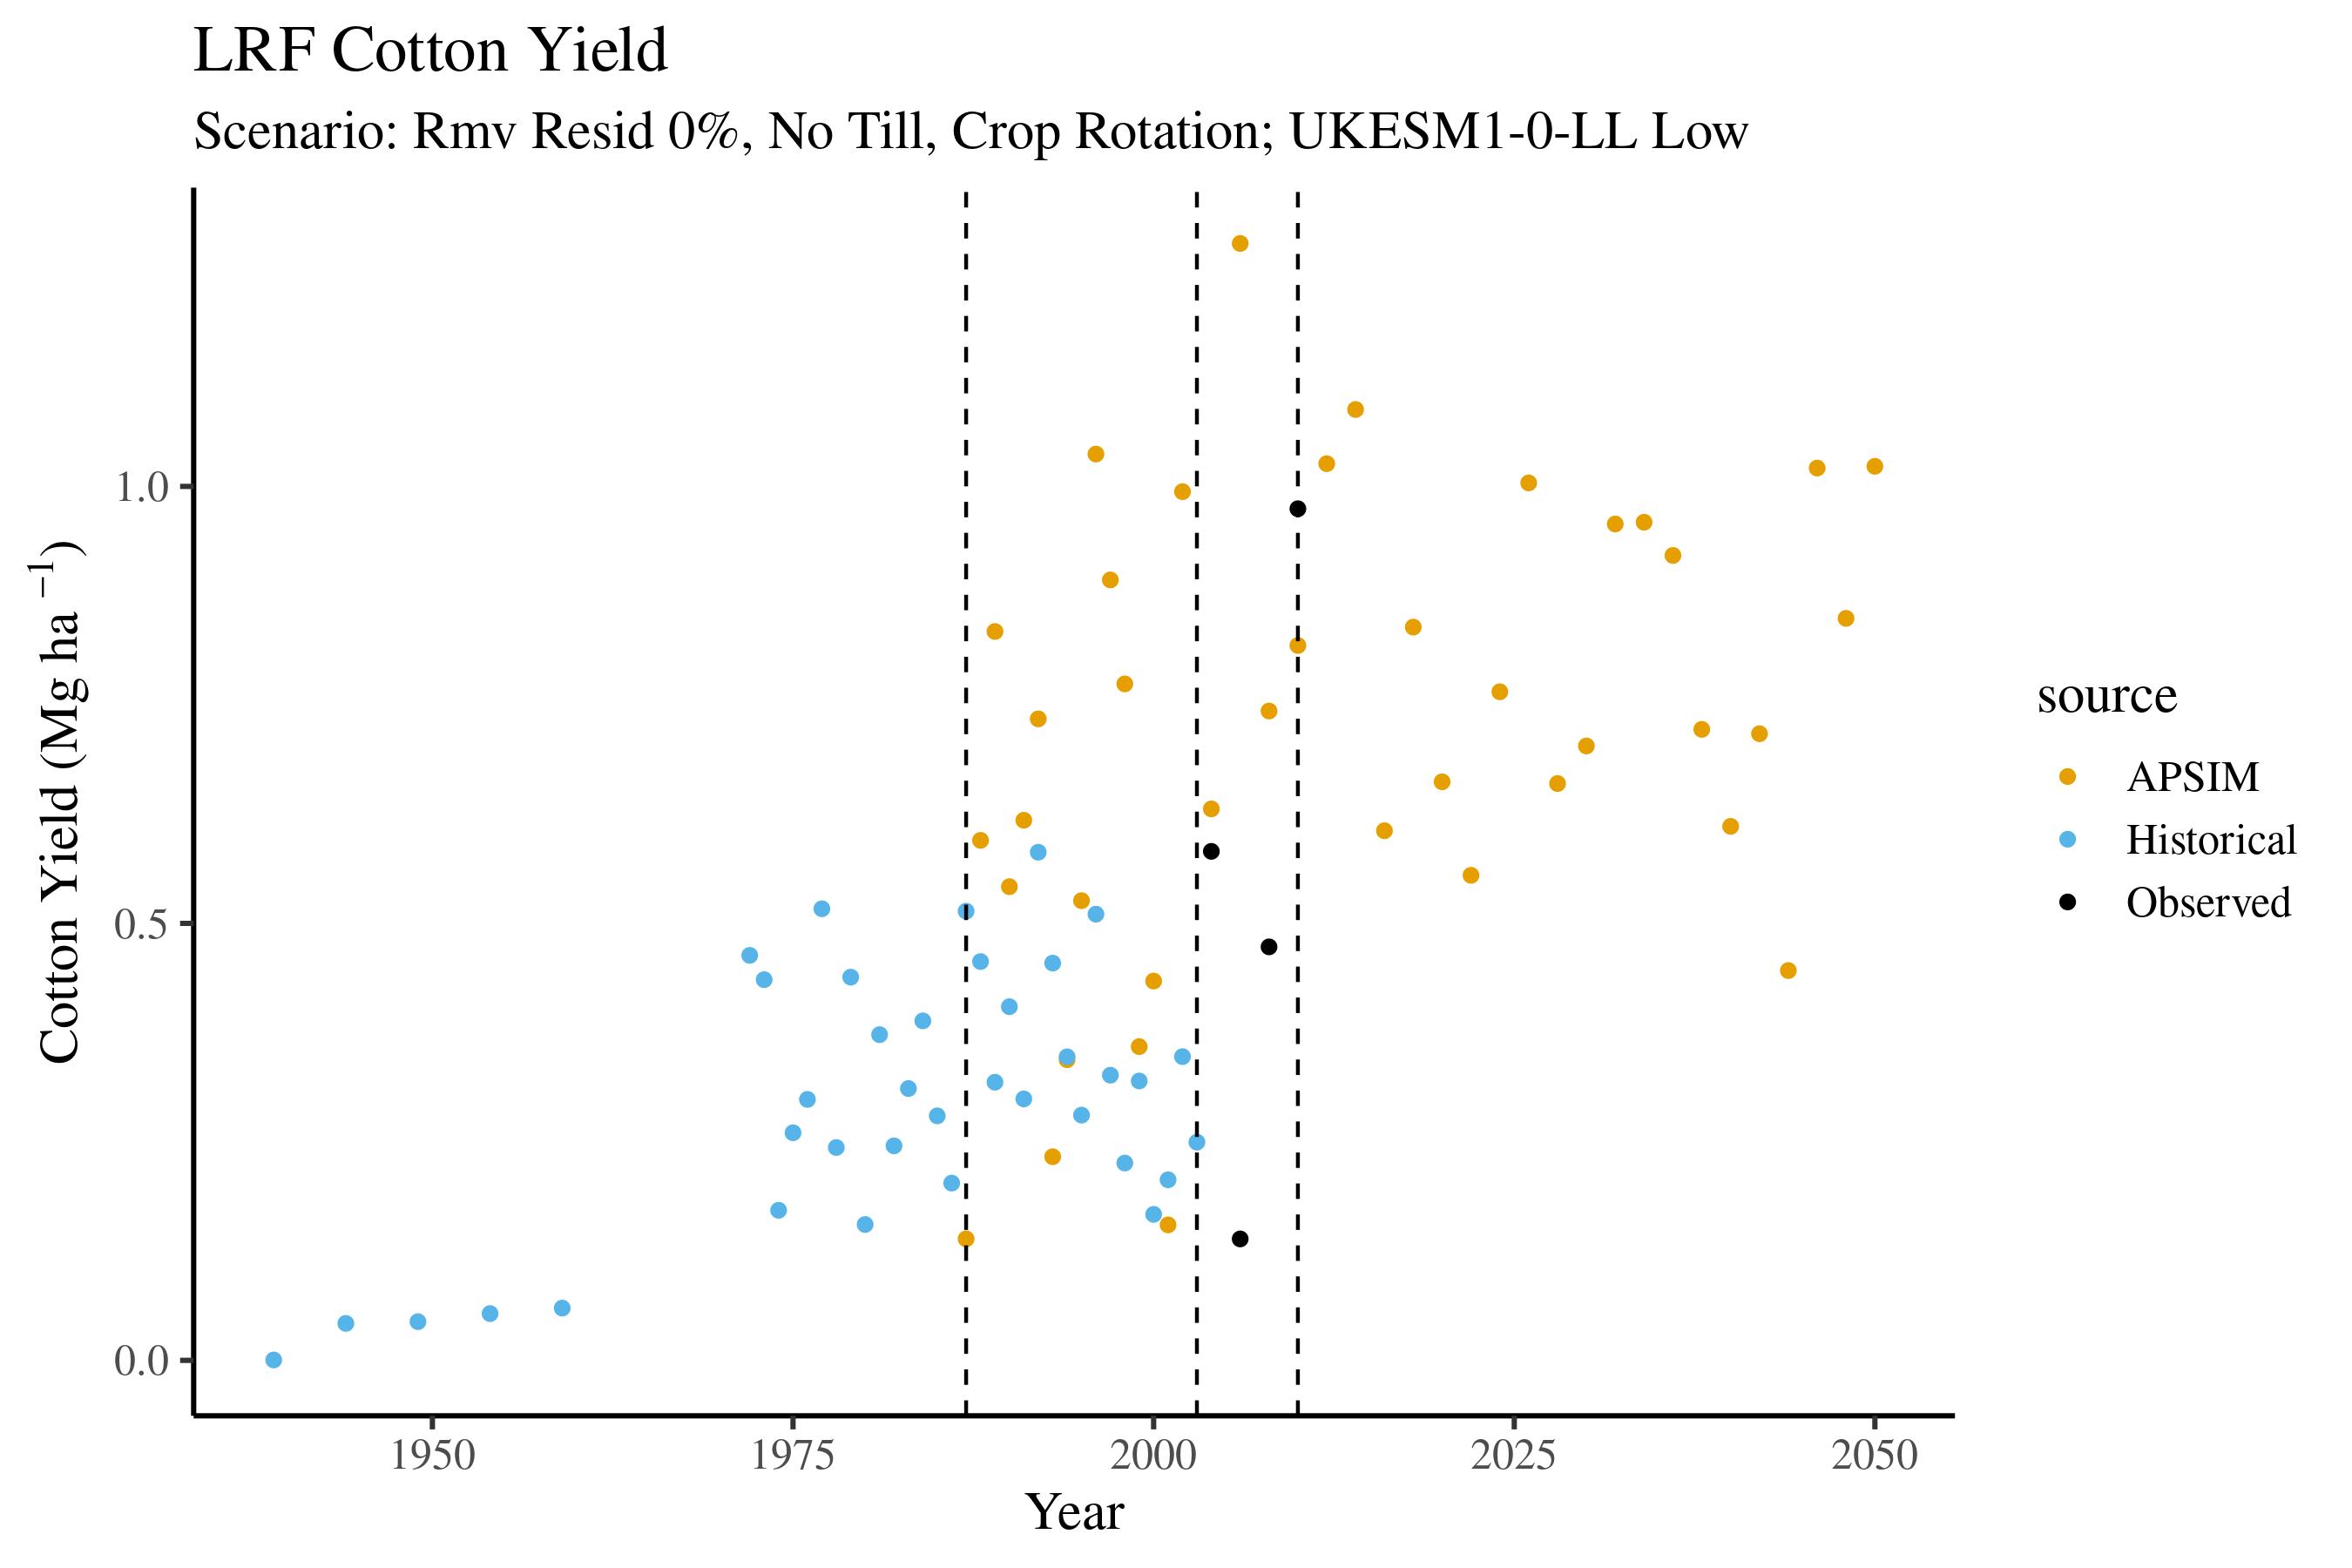 LRF Cotton Yield
Scenario: Rmv Resid 0%, No Till, Crop Rotation; UKESM1-0-LL Low
Cotton Yield (Mg ha ⁻¹)
1.0
0.5
0.0
1950 1975 2000 2025 2050
Year
source
APSIM
Historical
Observed